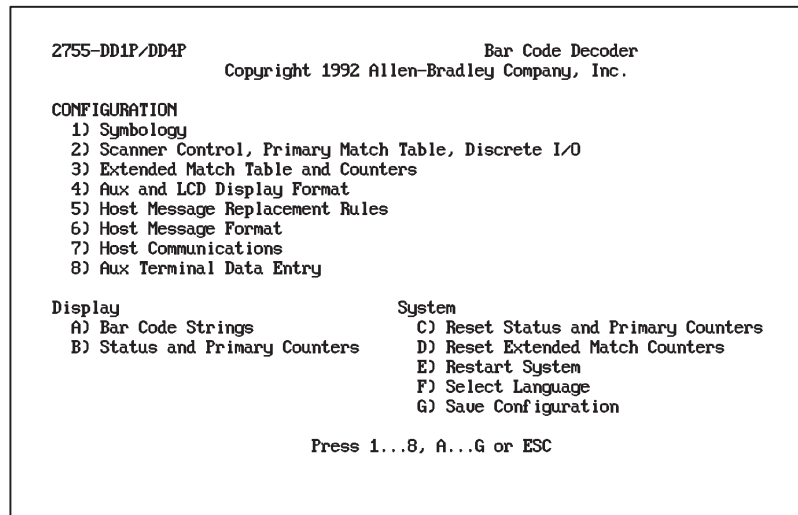 2755-DD1P/DD4P Bar Code Decoder
Copyright 1992 Allen-Bradley Company, Inc.
CONFIGURATION
1) Symbology
2) Scanner Control, Primary Match Table, Discrete I/O
3) Extended Match Table and Counters
4) Aux and LCD Display Format
5) Host Message Replacement Rules
6) Host Message Format
7) Host Communications
8) Aux Terminal Data Entry
Display
A) Bar Code Strings
B) Status and Primary Counters
System
C) Reset Status and Primary Counters
D) Reset Extended Match Counters
E) Restart System
F) Select Language
G) Save Configuration
Press 1...8, A...G or ESC